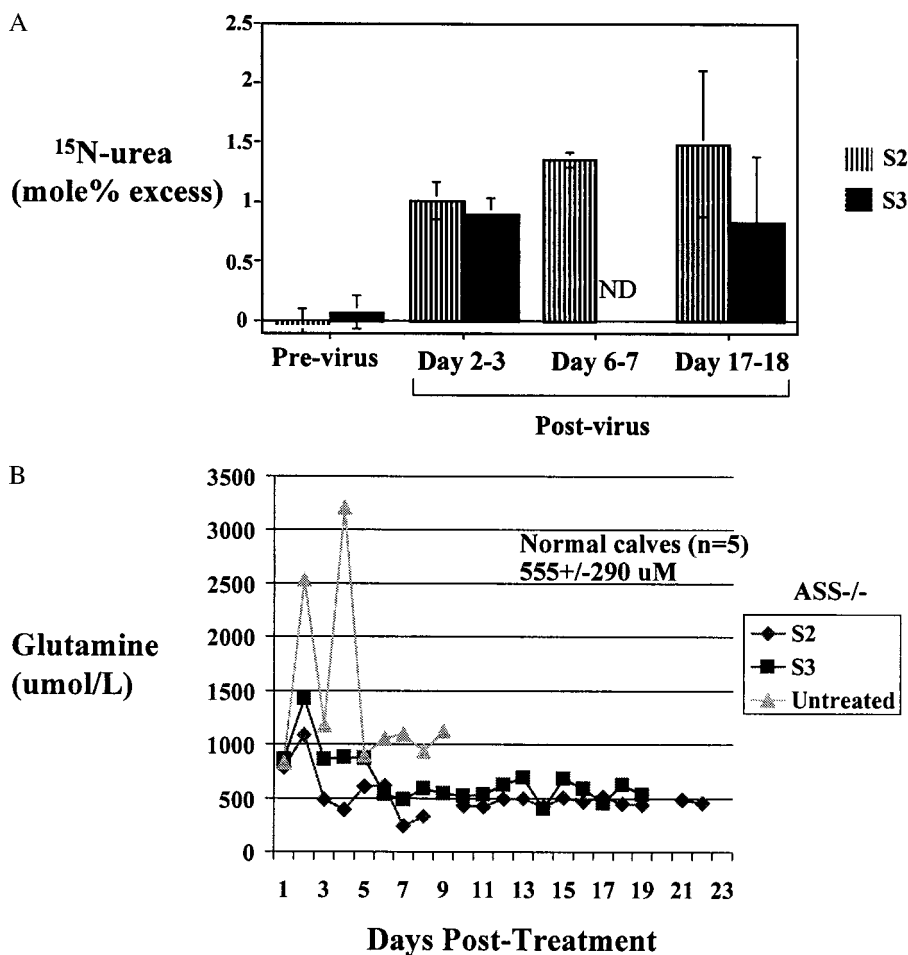 A
2.5
2
1.5
1
0.5
0
¹⁵N-urea
(mole% excess)
S2
S3
ND
Pre-virus
Day 2-3
Day 6-7
Day 17-18
Post-virus
B
3500
3000
2500
2000
1500
1000
500
0
Glutamine
(umol/L)
Normal calves (n=5)
555+/-290 uM
ASS-/-
S2
S3
Untreated
1 3 5 7 9 11 13 15 17 19 21 23
Days Post-Treatment